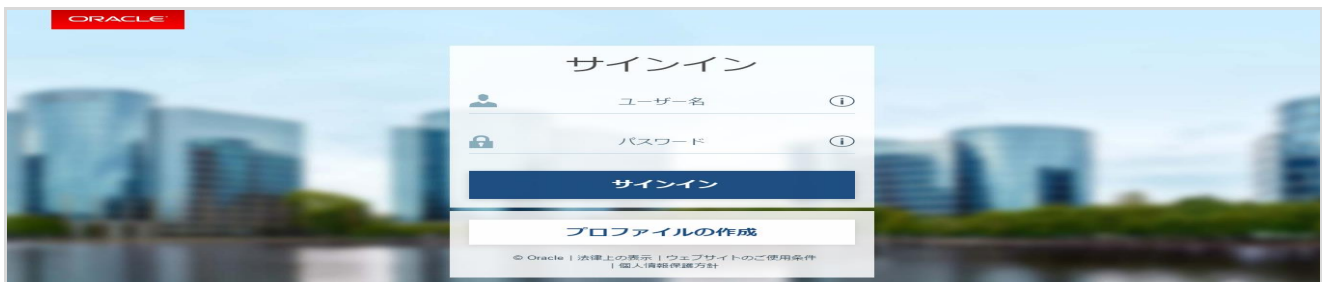 ORACLE
サインイン
ユーザー名
パスワード
サインイン
プロファイルの作成
© Oracle | 法律上の表示 | ウェブサイトのご使用条件
| 個人情報保護方針